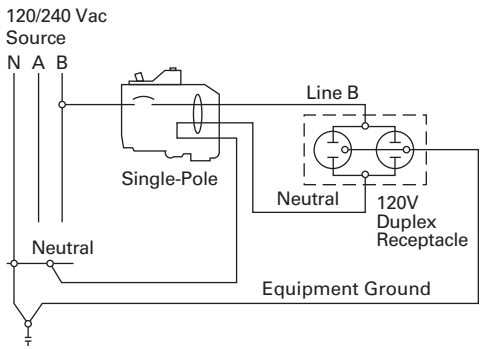 120/240 Vac
Source
N A B
Line B
Single-Pole
Neutral
120V
Duplex
Receptacle
Neutral
Equipment Ground